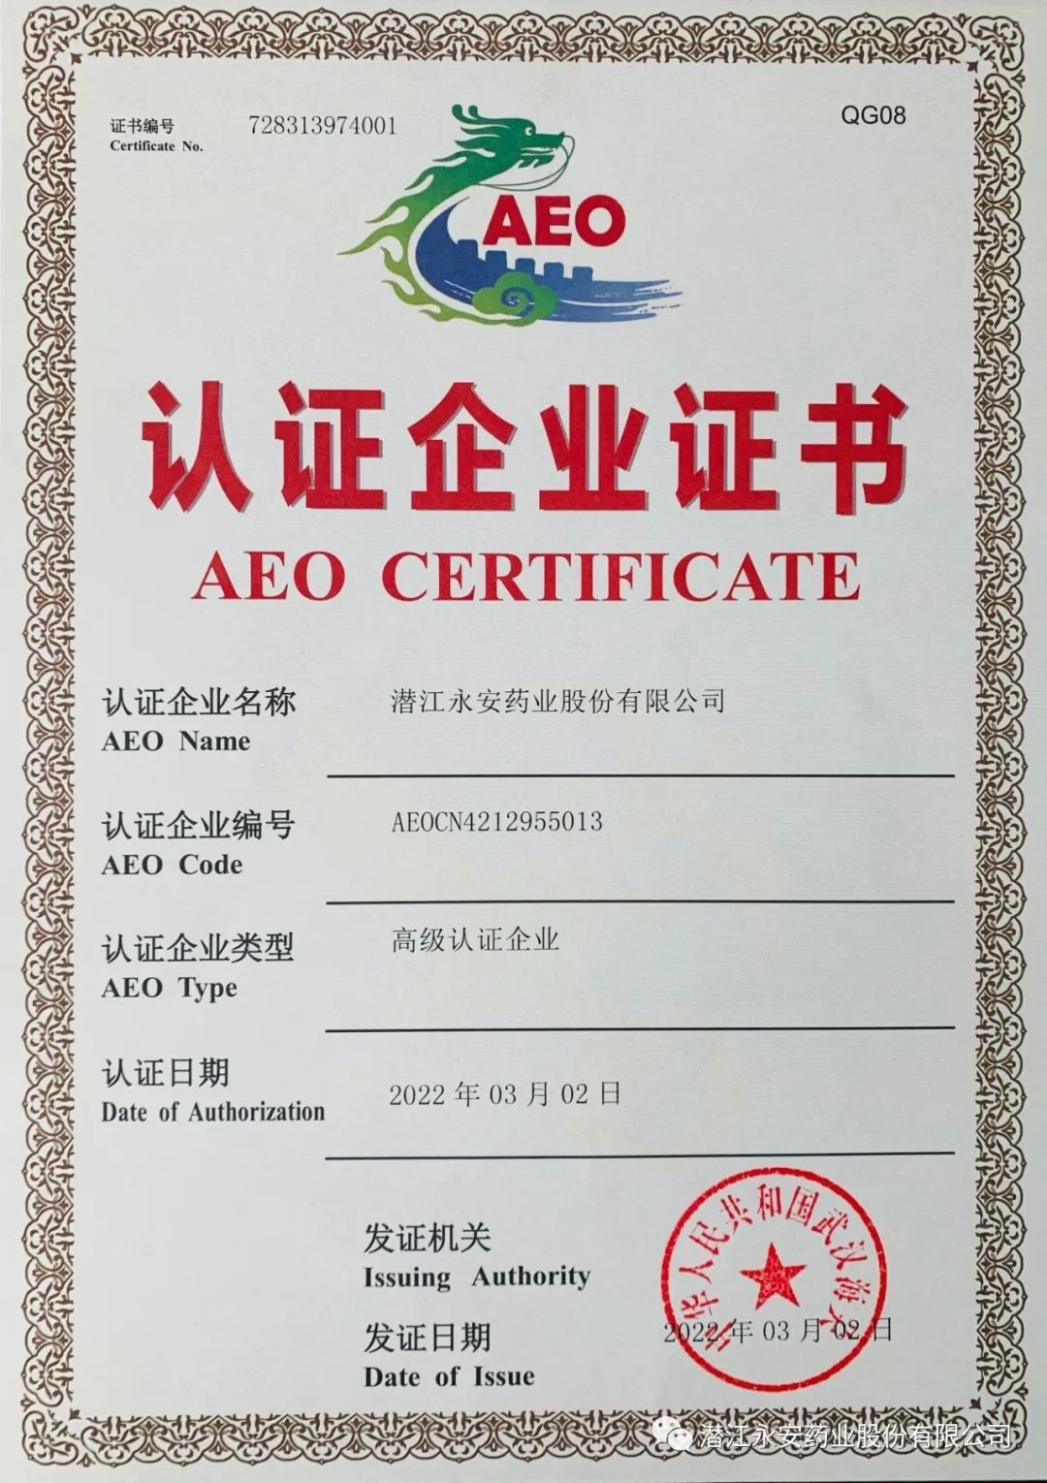 证书编号 728313974001 QG08
Certificate No.
AEO
认证企业证书
AEO CERTIFICATE
认证企业名称 潜江永安药业股份有限公司
AEO Name
认证企业编号 AEOCN4212955013
AEO Code
认证企业类型 高级认证企业
AEO Type
认证日期 2022 年 03 月 02 日
Date of Authorization
中华人民共和国武汉海关
发证机关
Issuing Authority
发证日期 2022 年 03 月 02 日
Date of Issue
潜江永安药业股份有限公司